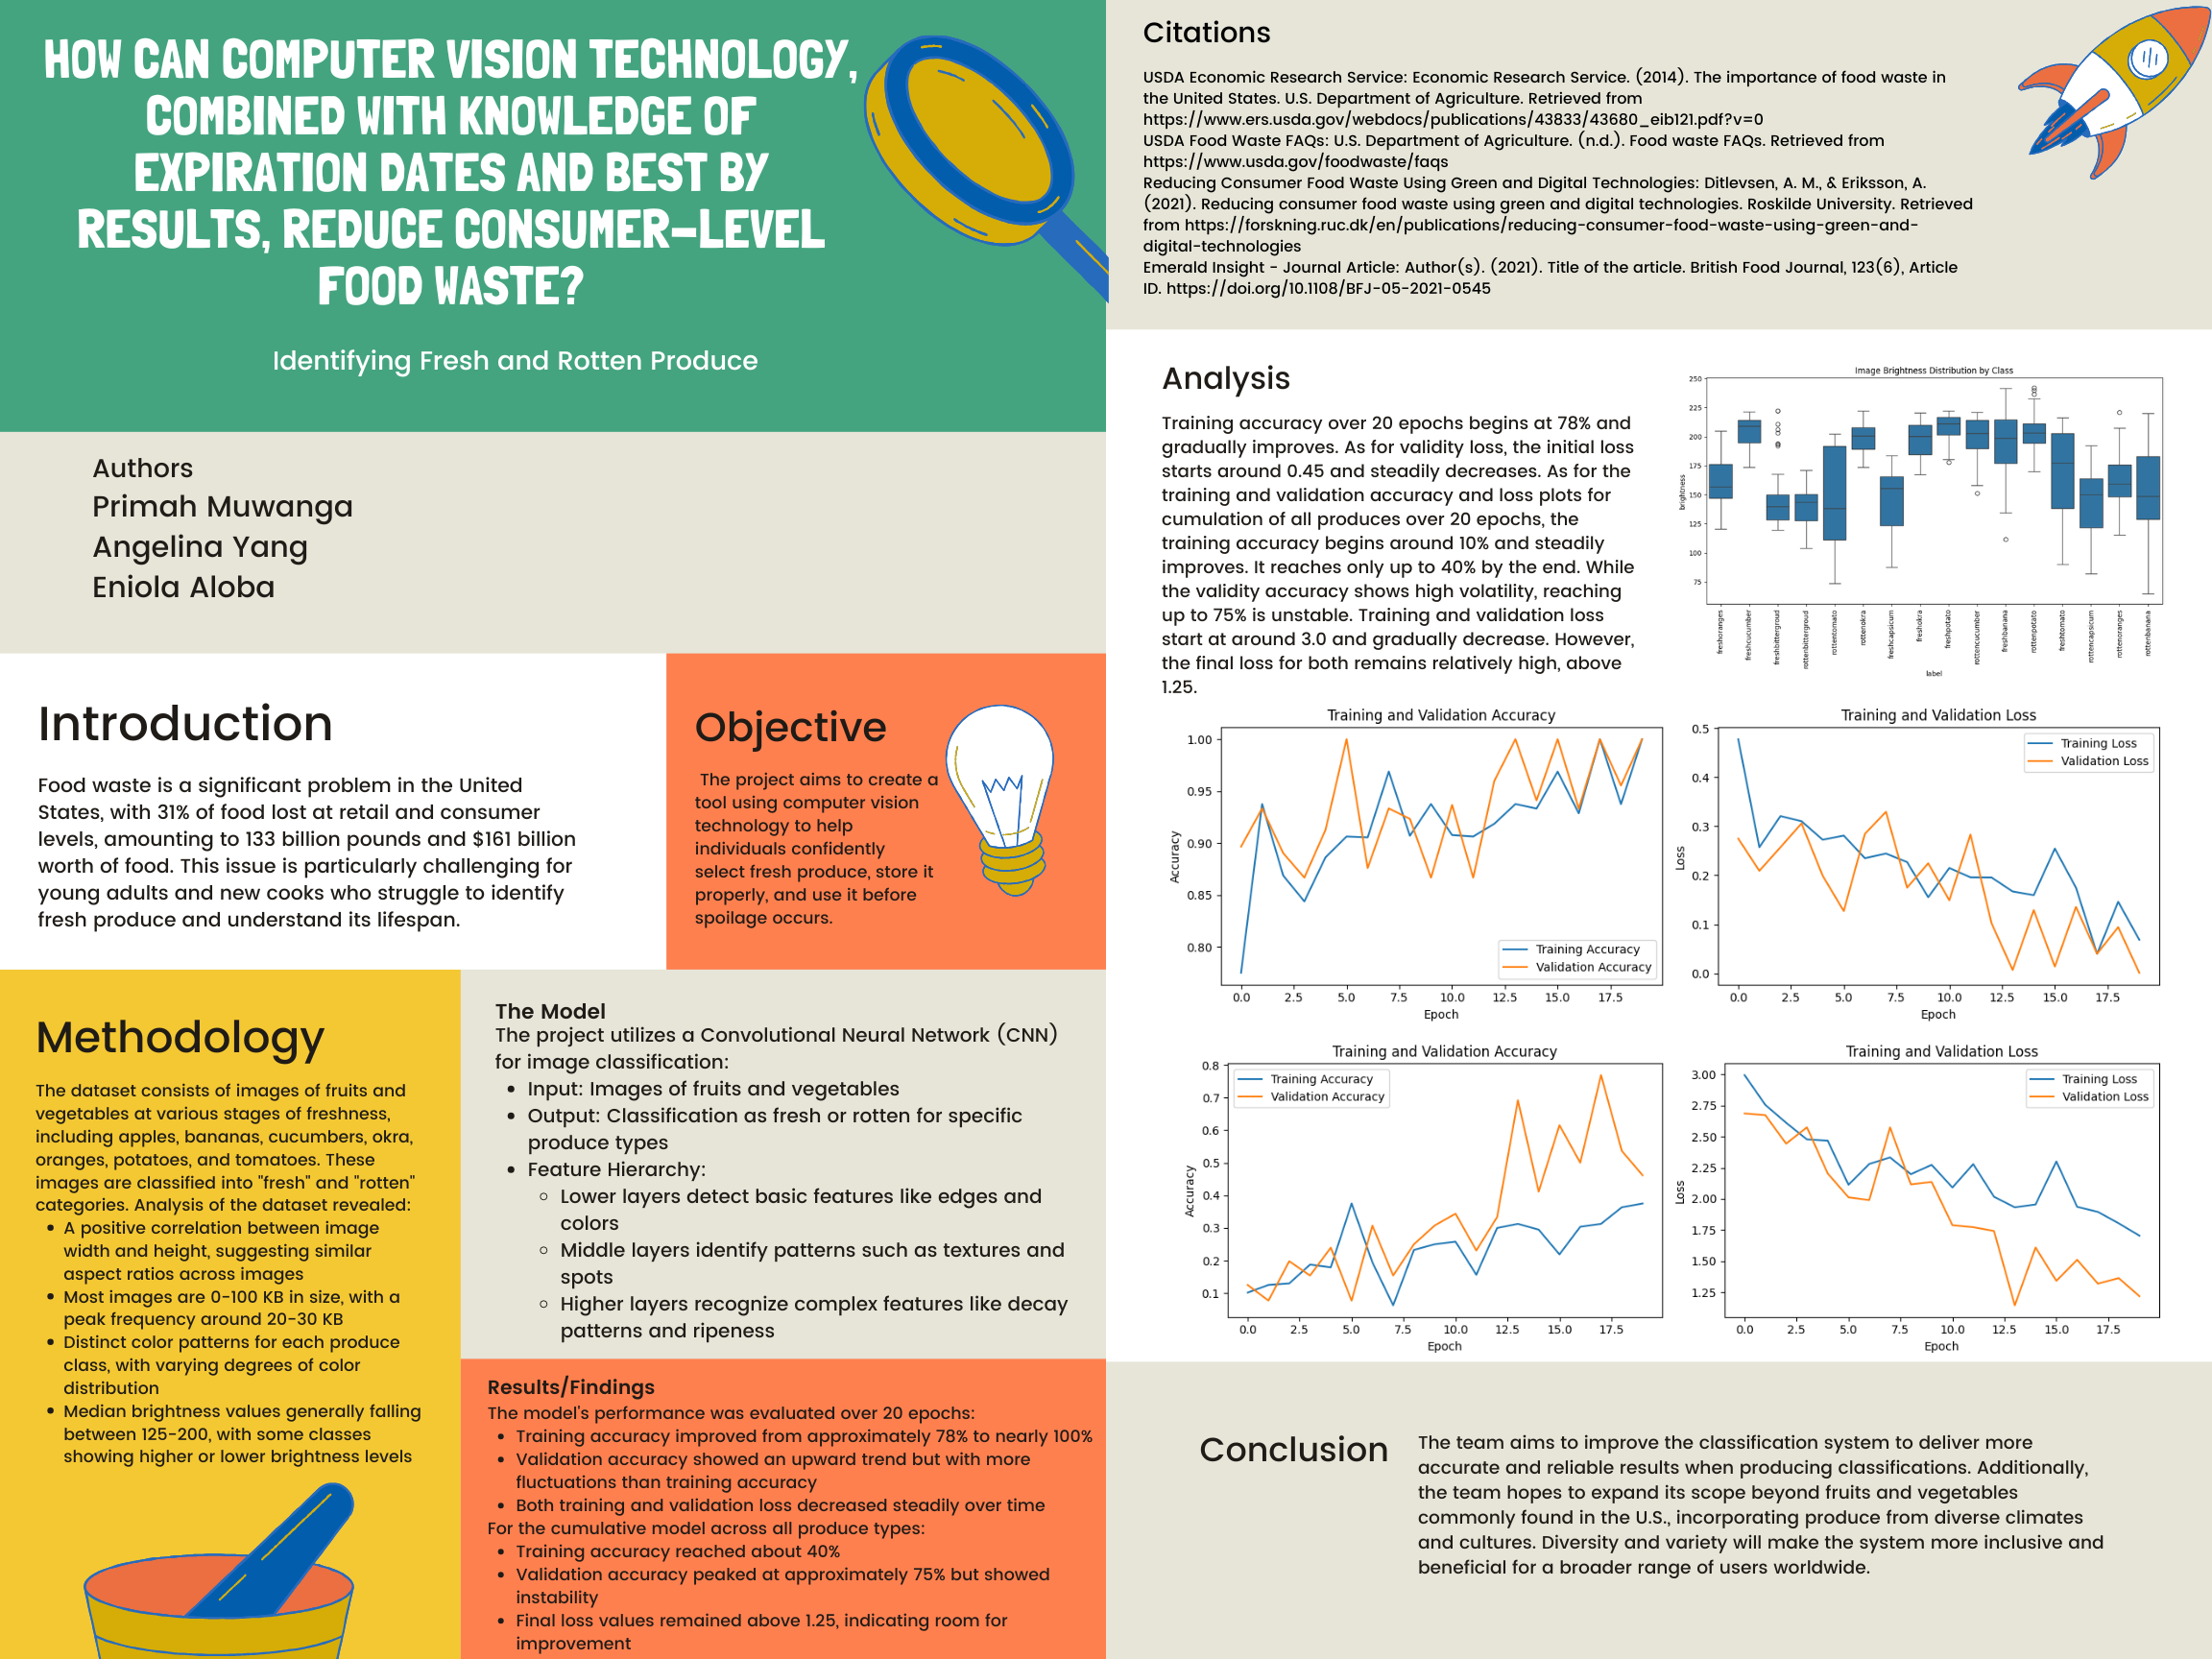 HOW CAN COMPUTER VISION TECHNOLOGY,
COMBINED WITH KNOWLEDGE OF
EXPIRATION DATES AND BEST BY
RESULTS, REDUCE CONSUMER-LEVEL
FOOD WASTE?
Identifying Fresh and Rotten Produce
Authors
Primah Muwanga
Angelina Yang
Eniola Aloba
Introduction
Food waste is a significant problem in the United
States, with 31% of food lost at retail and consumer
levels, amounting to 133 billion pounds and $161 billion
worth of food. This issue is particularly challenging for
young adults and new cooks who struggle to identify
fresh produce and understand its lifespan.
Objective
The project aims to create a
tool using computer vision
technology to help
individuals confidently
select fresh produce, store it
properly, and use it before
spoilage occurs.
Methodology
The dataset consists of images of fruits and
vegetables at various stages of freshness,
including apples, bananas, cucumbers, okra,
oranges, potatoes, and tomatoes. These
images are classified into "fresh" and "rotten"
categories. Analysis of the dataset revealed:
• A positive correlation between image
width and height, suggesting similar
aspect ratios across images
• Most images are 0-100 KB in size, with a
peak frequency around 20-30 KB
• Distinct color patterns for each produce
class, with varying degrees of color
distribution
• Median brightness values generally falling
between 125-200, with some classes
showing higher or lower brightness levels
The Model
The project utilizes a Convolutional Neural Network (CNN)
for image classification:
• Input: Images of fruits and vegetables
• Output: Classification as fresh or rotten for specific
produce types
• Feature Hierarchy:
◦ Lower layers detect basic features like edges and
colors
◦ Middle layers identify patterns such as textures and
spots
◦ Higher layers recognize complex features like decay
patterns and ripeness
Results/Findings
The model's performance was evaluated over 20 epochs:
• Training accuracy improved from approximately 78% to nearly 100%
• Validation accuracy showed an upward trend but with more
fluctuations than training accuracy
• Both training and validation loss decreased steadily over time
For the cumulative model across all produce types:
• Training accuracy reached about 40%
• Validation accuracy peaked at approximately 75% but showed
instability
• Final loss values remained above 1.25, indicating room for
improvement
Citations
USDA Economic Research Service: Economic Research Service. (2014). The importance of food waste in
the United States. U.S. Department of Agriculture. Retrieved from
https://www.ers.usda.gov/webdocs/publications/43833/43680_eib121.pdf?v=0
USDA Food Waste FAQs: U.S. Department of Agriculture. (n.d.). Food waste FAQs. Retrieved from
https://www.usda.gov/foodwaste/faqs
Reducing Consumer Food Waste Using Green and Digital Technologies: Ditlevsen, A. M., & Eriksson, A.
(2021). Reducing consumer food waste using green and digital technologies. Roskilde University. Retrieved
from https://forskning.ruc.dk/en/publications/reducing-consumer-food-waste-using-green-and-
digital-technologies
Emerald Insight - Journal Article: Author(s). (2021). Title of the article. British Food Journal, 123(6), Article
ID. https://doi.org/10.1108/BFJ-05-2021-0545
Analysis
Training accuracy over 20 epochs begins at 78% and
gradually improves. As for validity loss, the initial loss
starts around 0.45 and steadily decreases. As for the
training and validation accuracy and loss plots for
cumulation of all produces over 20 epochs, the
training accuracy begins around 10% and steadily
improves. It reaches only up to 40% by the end. While
the validity accuracy shows high volatility, reaching
up to 75% is unstable. Training and validation loss
start at around 3.0 and gradually decrease. However,
the final loss for both remains relatively high, above
1.25.
Image Brightness Distribution by Class
brightness
250
225
200
175
150
125
100
75
freshoranges
freshcucumber
freshbittergroud
rottenbittergroud
rottentomato
rottenokra
freshcapsicum
freshokra
freshpotato
rottencucumber
freshbanana
rottenpotato
freshtomato
rottencapsicum
rottenoranges
rottenbanana
label
Training and Validation Accuracy
Accuracy
1.00
0.95
0.90
0.85
0.80
Training Accuracy
Validation Accuracy
0.0 2.5 5.0 7.5 10.0 12.5 15.0 17.5
Epoch
Training and Validation Loss
Loss
0.5
0.4
0.3
0.2
0.1
0.0
Training Loss
Validation Loss
0.0 2.5 5.0 7.5 10.0 12.5 15.0 17.5
Epoch
Training and Validation Accuracy
Accuracy
0.8
0.7
0.6
0.5
0.4
0.3
0.2
0.1
Training Accuracy
Validation Accuracy
0.0 2.5 5.0 7.5 10.0 12.5 15.0 17.5
Epoch
Training and Validation Loss
Loss
3.00
2.75
2.50
2.25
2.00
1.75
1.50
1.25
Training Loss
Validation Loss
0.0 2.5 5.0 7.5 10.0 12.5 15.0 17.5
Epoch
Conclusion
The team aims to improve the classification system to deliver more
accurate and reliable results when producing classifications. Additionally,
the team hopes to expand its scope beyond fruits and vegetables
commonly found in the U.S., incorporating produce from diverse climates
and cultures. Diversity and variety will make the system more inclusive and
beneficial for a broader range of users worldwide.